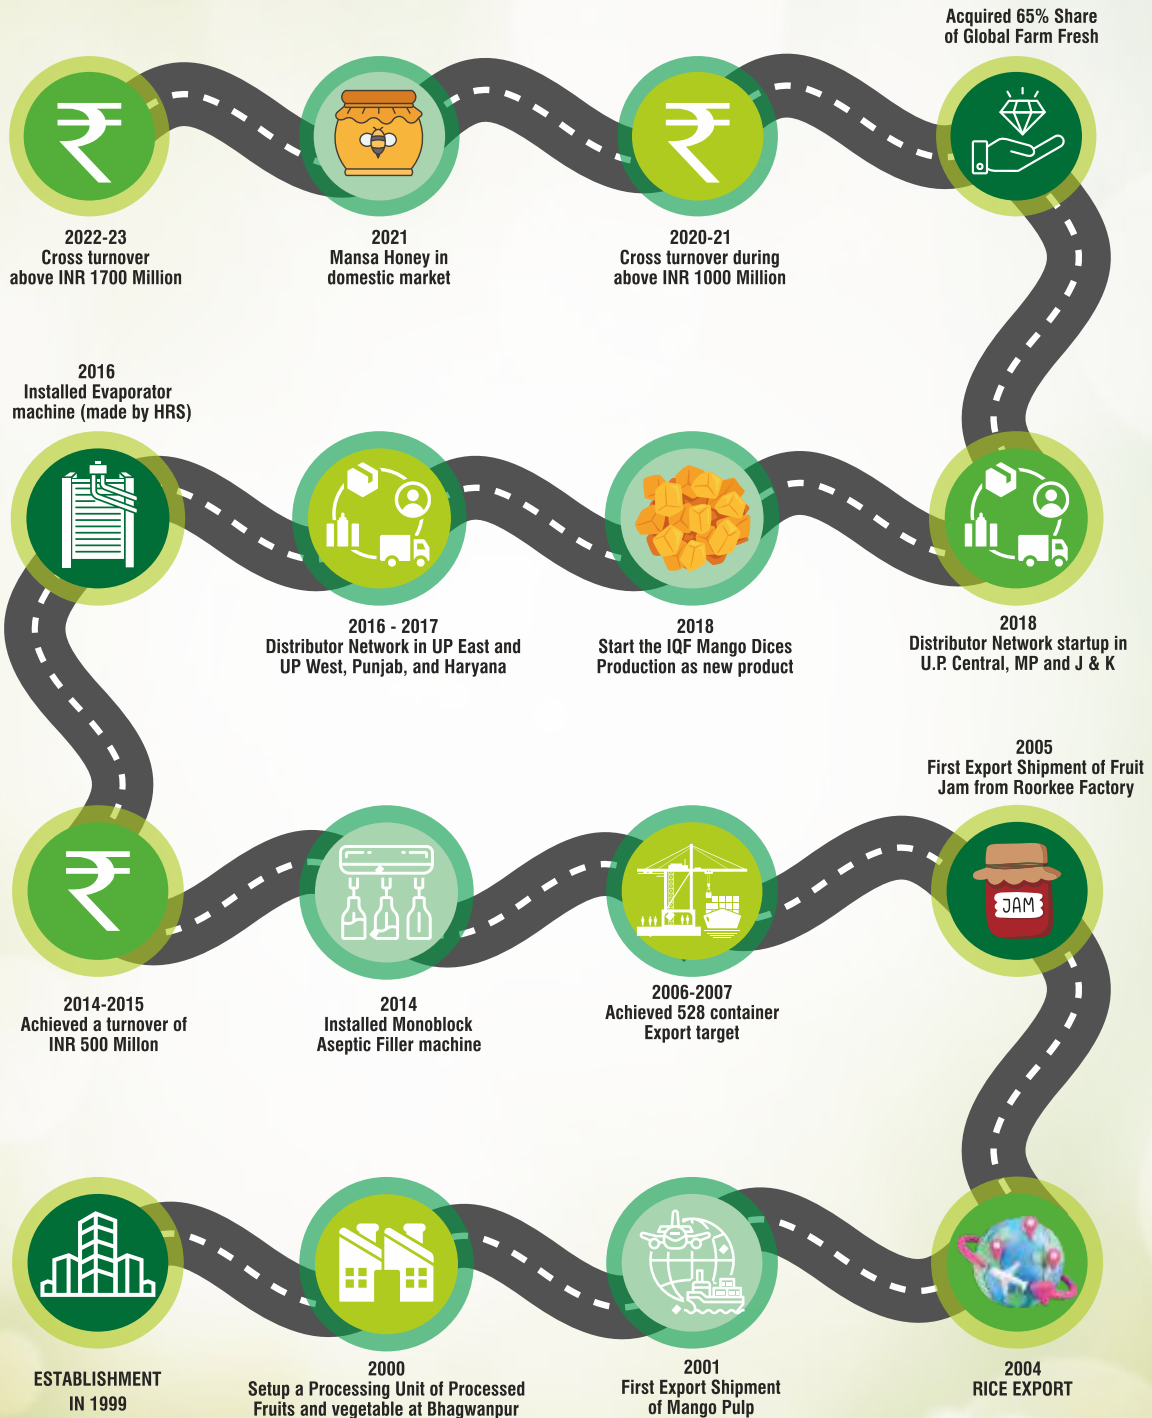 Acquired 65% Share
of Global Farm Fresh
2022-23
Cross turnover
above INR 1700 Million
2021
Mansa Honey in
domestic market
2020-21
Cross turnover during
above INR 1000 Million
2016
Installed Evaporator
machine (made by HRS)
2016 - 2017
Distributor Network in UP East and
UP West, Punjab, and Haryana
2018
Start the IQF Mango Dices
Production as new product
2018
Distributor Network startup in
U.P. Central, MP and J & K
2005
First Export Shipment of Fruit
Jam from Roorkee Factory
JAM
2014-2015
Achieved a turnover of
INR 500 Millon
2014
Installed Monoblock
Aseptic Filler machine
2006-2007
Achieved 528 container
Export target
ESTABLISHMENT
IN 1999
2000
Setup a Processing Unit of Processed
Fruits and vegetable at Bhagwanpur
2001
First Export Shipment
of Mango Pulp
2004
RICE EXPORT